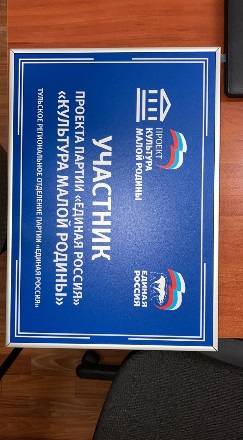 ПРОЕКТ
КУЛЬТУРА
МАЛОЙ РОДИНЫ
ЕДИНАЯ
РОССИЯ
УЧАСТНИК
ПРОЕКТА ПАРТИИ «ЕДИНАЯ РОССИЯ»
«КУЛЬТУРА МАЛОЙ РОДИНЫ»
ТУЛЬСКОЕ РЕГИОНАЛЬНОЕ ОТДЕЛЕНИЕ ПАРТИИ «ЕДИНАЯ РОССИЯ»